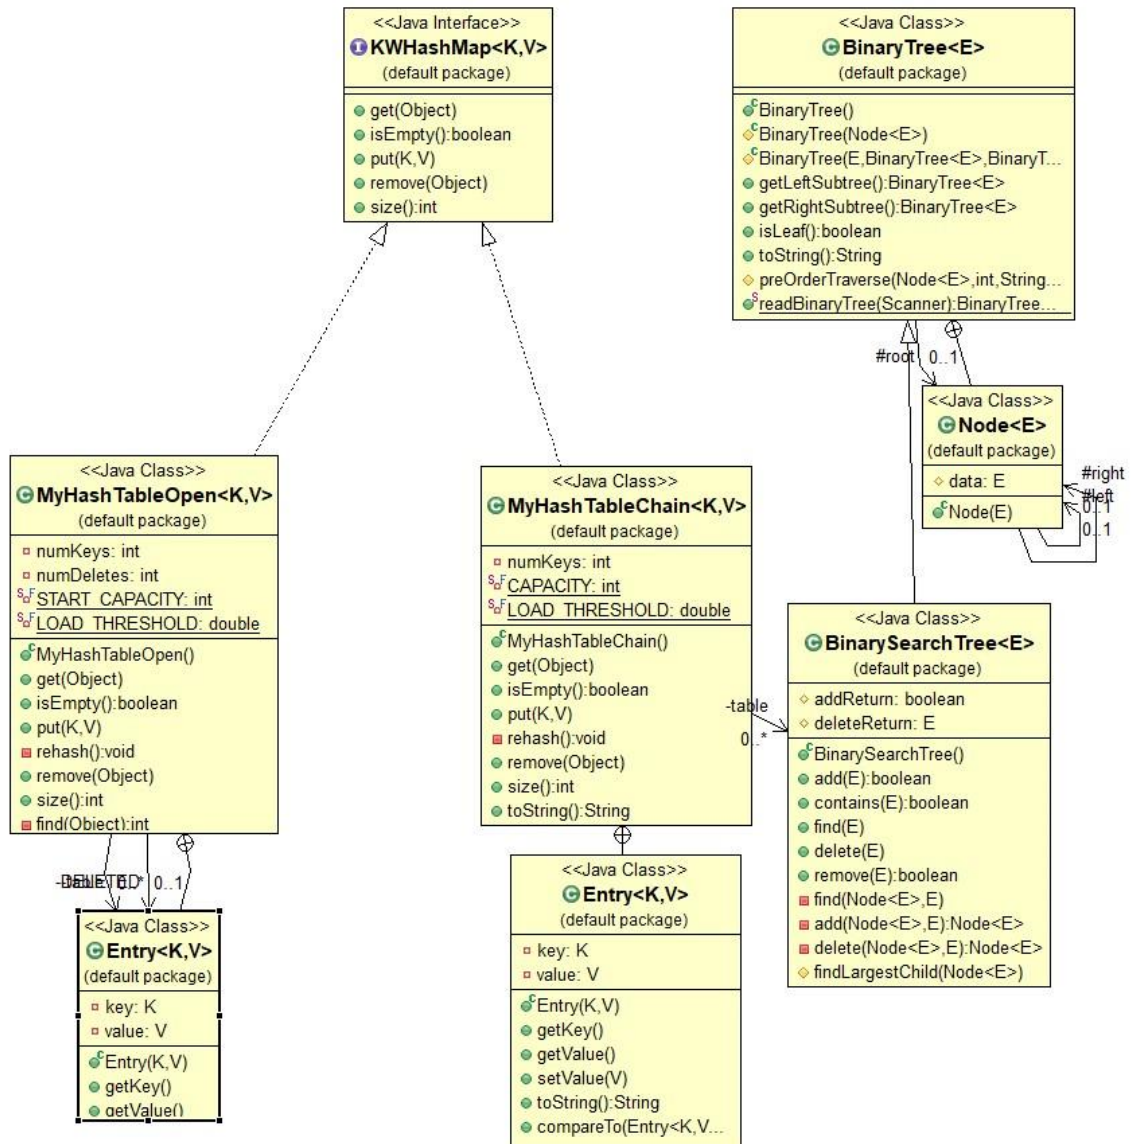 <<Java Interface>>
KWHashMap<K,V>
(default package)
get(Object)
isEmpty():boolean
put(K,V)
remove(Object)
size():int
<<Java Class>>
BinaryTree<E>
(default package)
BinaryTree()
BinaryTree(Node<E>)
BinaryTree(E,BinaryTree<E>,BinaryT...
getLeftSubtree():BinaryTree<E>
getRightSubtree():BinaryTree<E>
isLeaf():boolean
toString():String
preOrderTraverse(Node<E>,int,String...
readBinaryTree(Scanner):BinaryTree...
#root 0..1
<<Java Class>>
Node<E>
(default package)
data: E
Node(E)
#right
#left
0..1
0..1
<<Java Class>>
MyHashTableOpen<K,V>
(default package)
numKeys: int
numDeletes: int
START_CAPACITY: int
LOAD_THRESHOLD: double
MyHashTableOpen()
get(Object)
isEmpty():boolean
put(K,V)
rehash():void
remove(Object)
size():int
find(Object):int
<<Java Class>>
MyHashTableChain<K,V>
(default package)
numKeys: int
CAPACITY: int
LOAD_THRESHOLD: double
MyHashTableChain()
get(Object)
isEmpty():boolean
put(K,V)
rehash():void
remove(Object)
size():int
toString():String
-table
0..*
<<Java Class>>
BinarySearchTree<E>
(default package)
addReturn: boolean
deleteReturn: E
BinarySearchTree()
add(E):boolean
contains(E):boolean
find(E)
delete(E)
remove(E):boolean
find(Node<E>,E)
add(Node<E>,E):Node<E>
delete(Node<E>,E):Node<E>
findLargestChild(Node<E>)
0..1
<<Java Class>>
Entry<K,V>
(default package)
key: K
value: V
Entry(K,V)
getKey()
getValue()
<<Java Class>>
Entry<K,V>
(default package)
key: K
value: V
Entry(K,V)
getKey()
getValue()
setValue(V)
toString():String
compareTo(Entry<K,V...